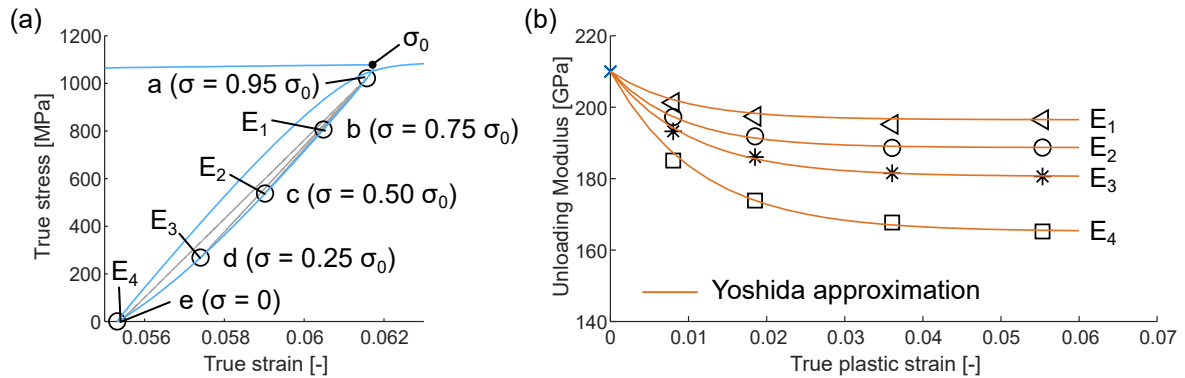 (a)
True stress [MPa]
1200
1000
800
600
400
200
0
0.056
0.058
0.06
0.062
True strain [-]
σ₀
a (σ = 0.95 σ₀)
E₁
b (σ = 0.75 σ₀)
E₂
c (σ = 0.50 σ₀)
E₃
d (σ = 0.25 σ₀)
E₄
e (σ = 0)
(b)
Unloading Modulus [GPa]
220
200
180
160
140
0
0.01
0.02
0.03
0.04
0.05
0.06
0.07
True plastic strain [-]
E₁
E₂
E₃
E₄
Yoshida approximation